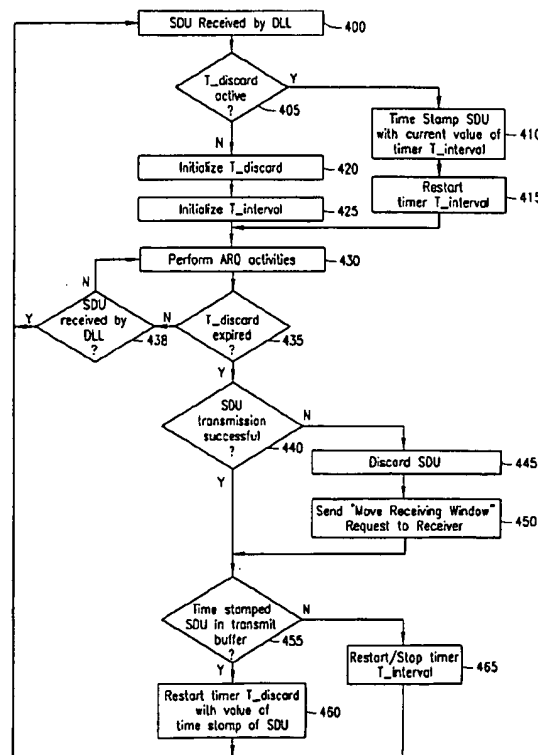 SDU Received by DLL
400
T_discard
active
?
405
Y
N
Time Stamp SDU
with current value of
timer T_interval
410
Initialize T_discard
420
Restart
timer T_interval
415
Initialize T_interval
425
Perform ARQ activities
430
N
Y
SDU
received by
DLL
?
438
N
T_discard
expired
?
435
Y
SDU
transmission
successful
?
440
N
Y
Discard SDU
445
Send "Move Receiving Window"
Request to Receiver
450
Time stamped
SDU in transmit
buffer
?
455
N
Y
Restart/Stop timer
T_interval
465
Restart timer T_discard
with value of
time stamp of SDU
460